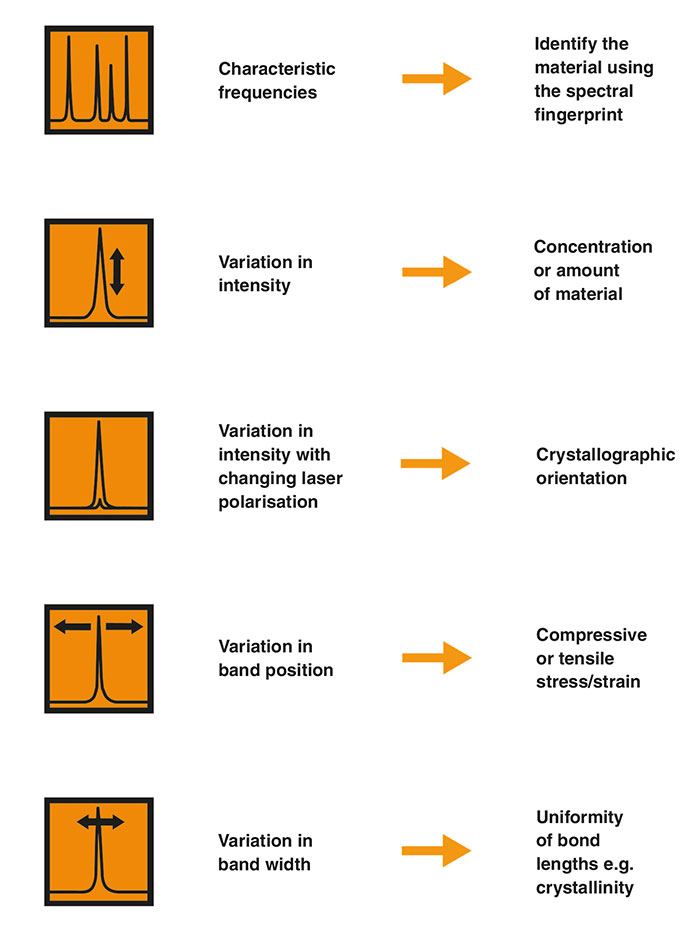 Characteristic
frequencies
Identify the
material using
the spectral
fingerprint
Variation in
intensity
Concentration
or amount
of material
Variation in
intensity with
changing laser
polarisation
Crystallographic
orientation
Variation in
band position
Compressive
or tensile
stress/strain
Variation in
band width
Uniformity
of bond
lengths e.g.
crystallinity